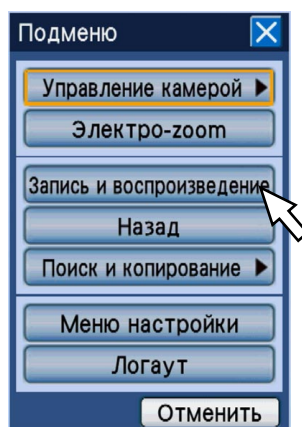 Подменю
Управление камерой
Электро-zoom
Запись и воспроизведение
Назад
Поиск и копирование
Меню настройки
Логаут
Отменить